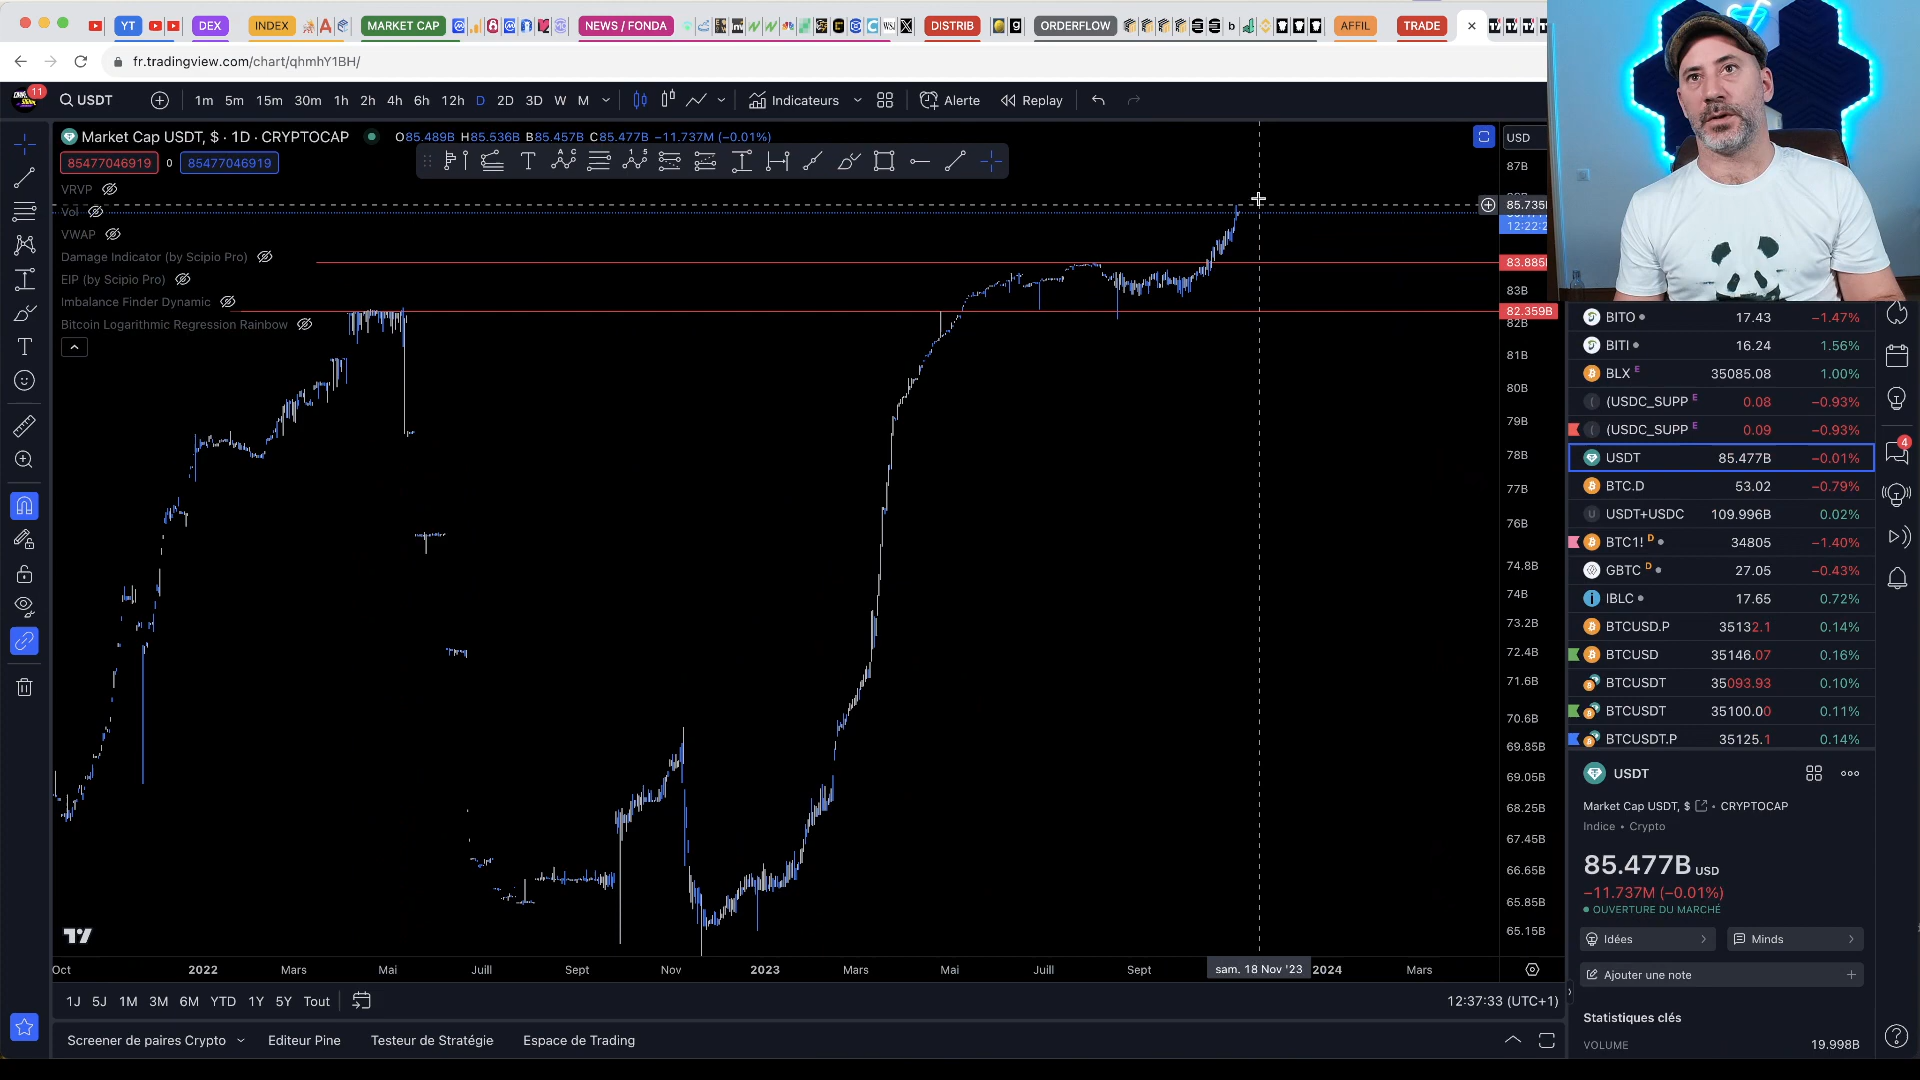 YT DEX INDEX MARKET CAP NEWS / FONDA DISTRIB ORDERFLOW AFFIL TRADE
fr.tradingview.com/chart/qhmhY1BH/
11 USDT 1m 5m 15m 30m 1h 2h 4h 6h 12h D 2D 3D W M Indicateurs Alerte Replay
Market Cap USDT, $ · 1D · CRYPTOCAP O85.489B H85.536B B85.457B C85.477B −11.737M (−0.01%)
USD
85477046919 0 85477046919
VRVP
Vol
VWAP
Damage Indicator (by Scipio Pro)
EIP (by Scipio Pro)
Imbalance Finder Dynamic
Bitcoin Logarithmic Regression Rainbow
87B
85.735
12:22:2
83.885
83B
82.359B
82B
81B
80B
79B
78B
77B
76B
74.8B
74B
73.2B
72.4B
71.6B
70.6B
69.85B
69.05B
68.25B
67.45B
66.65B
65.85B
65.15B
Oct 2022 Mars Mai Juill Sept Nov 2023 Mars Mai Juill Sept sam. 18 Nov '23 2024 Mars
1J 5J 1M 3M 6M YTD 1Y 5Y Tout 12:37:33 (UTC+1)
Screener de paires Crypto Editeur Pine Testeur de Stratégie Espace de Trading
BITO 17.43 −1.47%
BITI 16.24 1.56%
BLX E 35085.08 1.00%
(USDC_SUPP E 0.08 −0.93%
(USDC_SUPP E 0.09 −0.93%
USDT 85.477B −0.01%
BTC.D 53.02 −0.79%
USDT+USDC 109.996B 0.02%
BTC1! D 34805 −1.40%
GBTC D 27.05 −0.43%
IBLC 17.65 0.72%
BTCUSD.P 35132.1 0.14%
BTCUSD 35146.07 0.16%
BTCUSDT 35093.93 0.10%
BTCUSDT 35100.00 0.11%
BTCUSDT.P 35125.1 0.14%
4
USDT
Market Cap USDT, $ • CRYPTOCAP
Indice • Crypto
85.477B USD
−11.737M (−0.01%)
OUVERTURE DU MARCHÉ
Idées Minds
Ajouter une note
Statistiques clés
VOLUME 19.998B